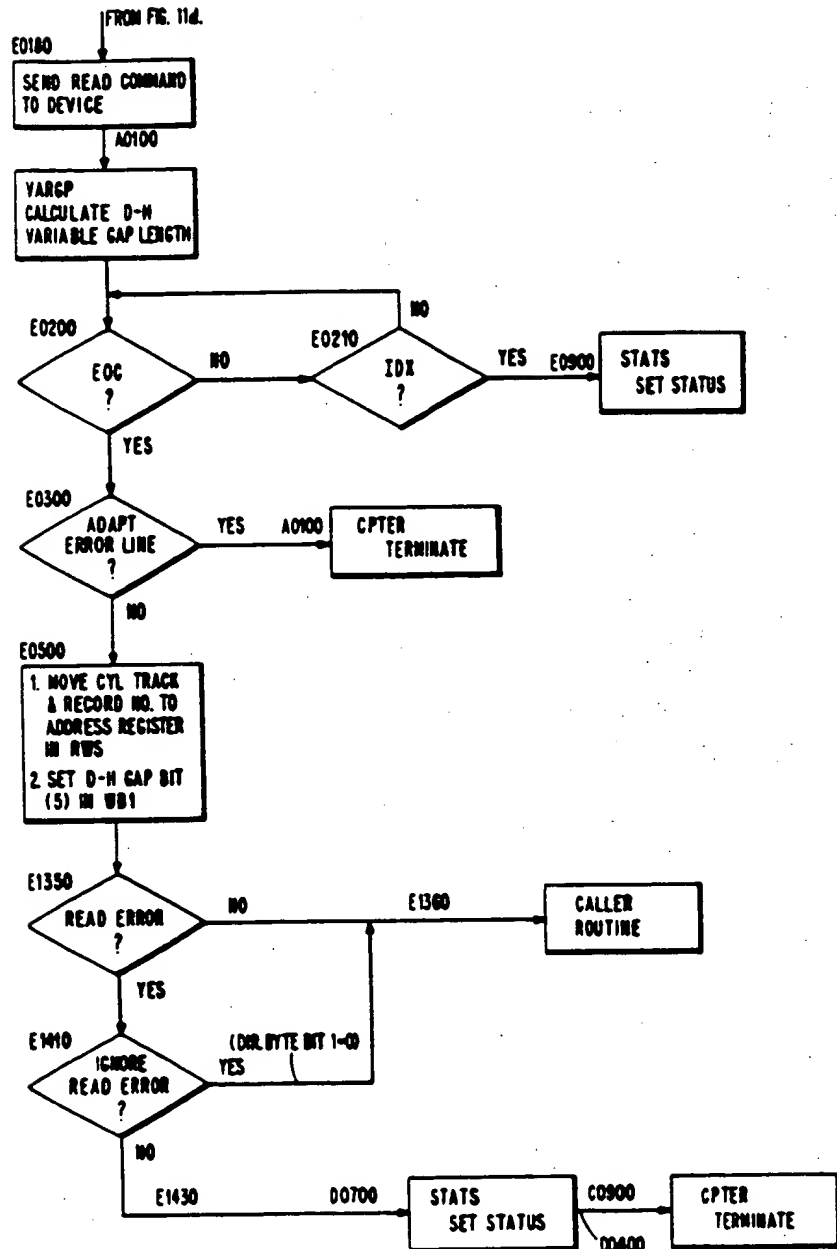 FROM FIG. 11d.
E0180
SEND READ COMMAND
TO DEVICE
A0100
VARGP
CALCULATE D-H
VARIABLE GAP LENGTH
NO
E0200
E0210
EOC
?
NO
IDX
?
YES
E0900
STATS
SET STATUS
YES
E0300
ADAPT
ERROR LINE
?
YES
A0100
CPTER
TERMINATE
NO
E0500
1. MOVE CYL TRACK
& RECORD NO. TO
ADDRESS REGISTER
IN RWS
2. SET D-H GAP BIT
(5) IN WB1
E1350
READ ERROR
?
NO
E1360
CALLER
ROUTINE
YES
E1410
IGNORE
READ ERROR
?
YES
(DIR. BYTE BIT 1=0)
NO
E1430
D0700
STATS
SET STATUS
C0900
D0600
CPTER
TERMINATE